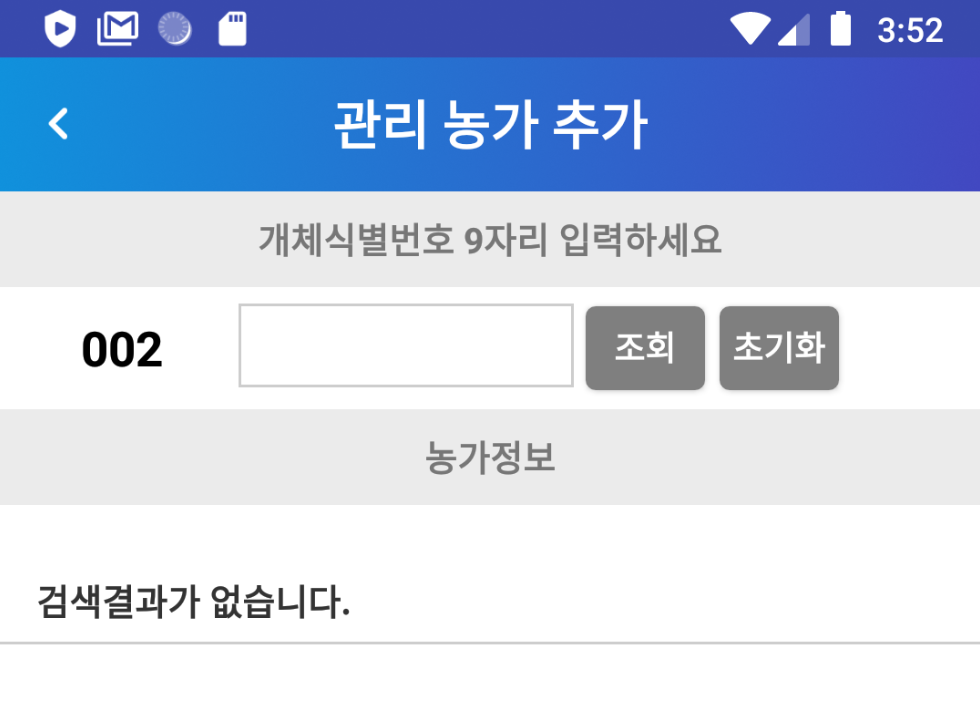 3:52
관리 농가 추가
개체식별번호 9자리 입력하세요
002 조회 초기화
농가정보
검색결과가 없습니다.